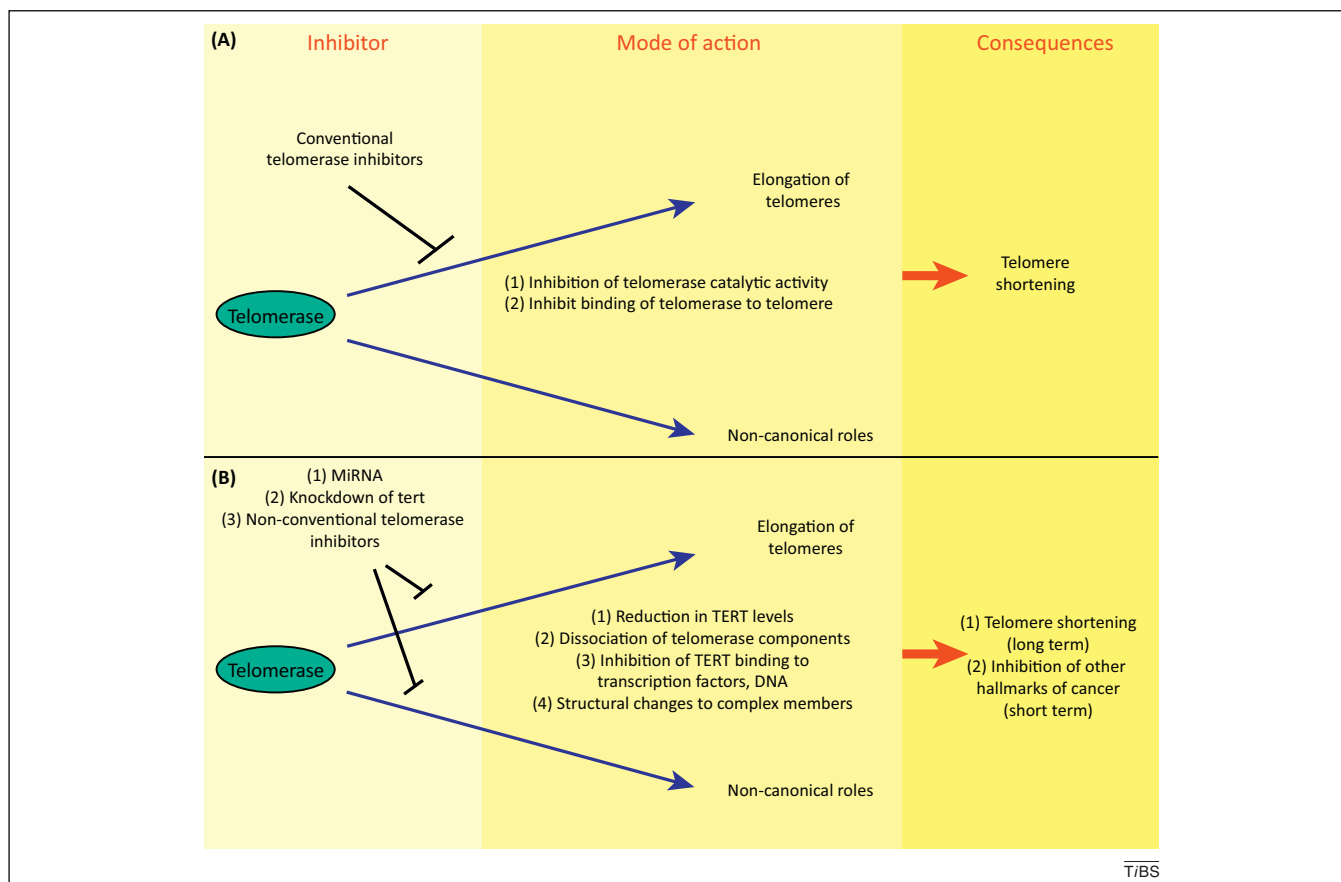 (A)
Inhibitor
Mode of action
Consequences
Conventional
telomerase inhibitors
Elongation of
telomeres
(1) Inhibition of telomerase catalytic activity
(2) Inhibit binding of telomerase to telomere
Telomere
shortening
Telomerase
Non-canonical roles
(B)
(1) MiRNA
(2) Knockdown of tert
(3) Non-conventional telomerase
inhibitors
Elongation of
telomeres
(1) Reduction in TERT levels
(2) Dissociation of telomerase components
(3) Inhibition of TERT binding to
transcription factors, DNA
(4) Structural changes to complex members
(1) Telomere shortening
(long term)
(2) Inhibition of other
hallmarks of cancer
(short term)
Telomerase
Non-canonical roles
TiBS